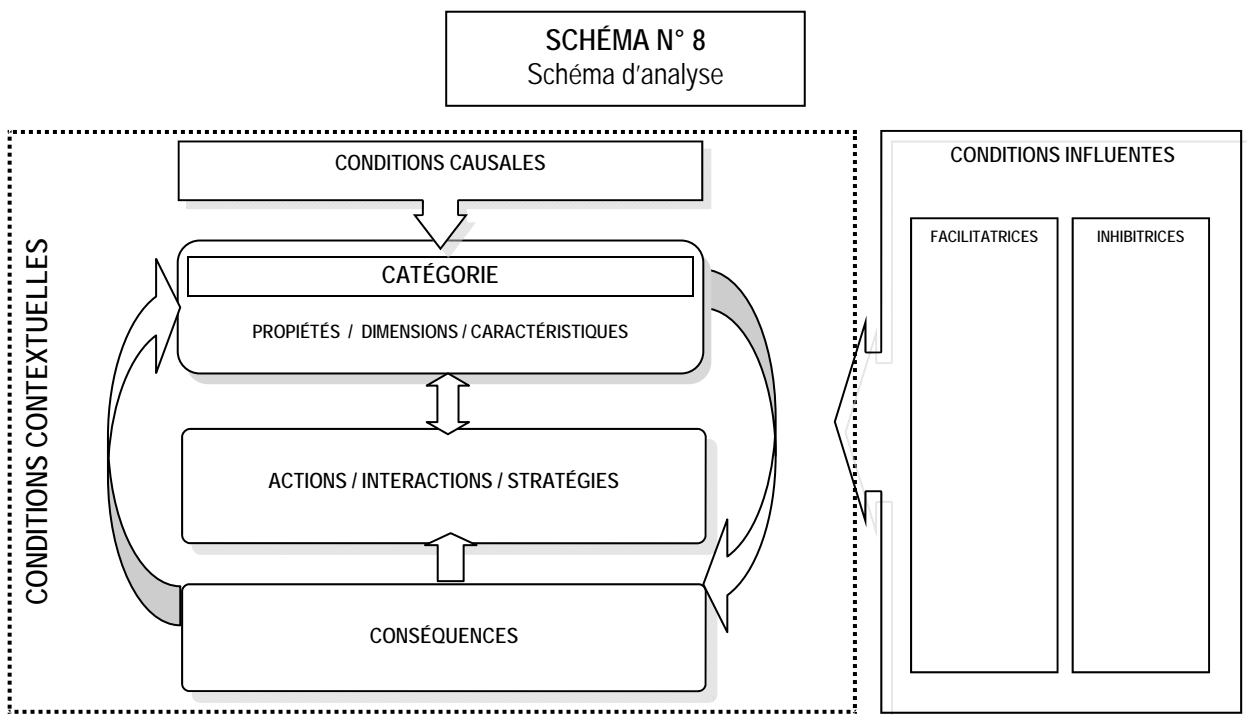 SCHÉMA N° 8
Schéma d'analyse
CONDITIONS CONTEXTUELLES
CONDITIONS CAUSALES
CATÉGORIE
PROPIÉTÉS / DIMENSIONS / CARACTÉRISTIQUES
ACTIONS / INTERACTIONS / STRATÉGIES
CONSÉQUENCES
CONDITIONS INFLUENTES
FACILITATRICES
INHIBITRICES